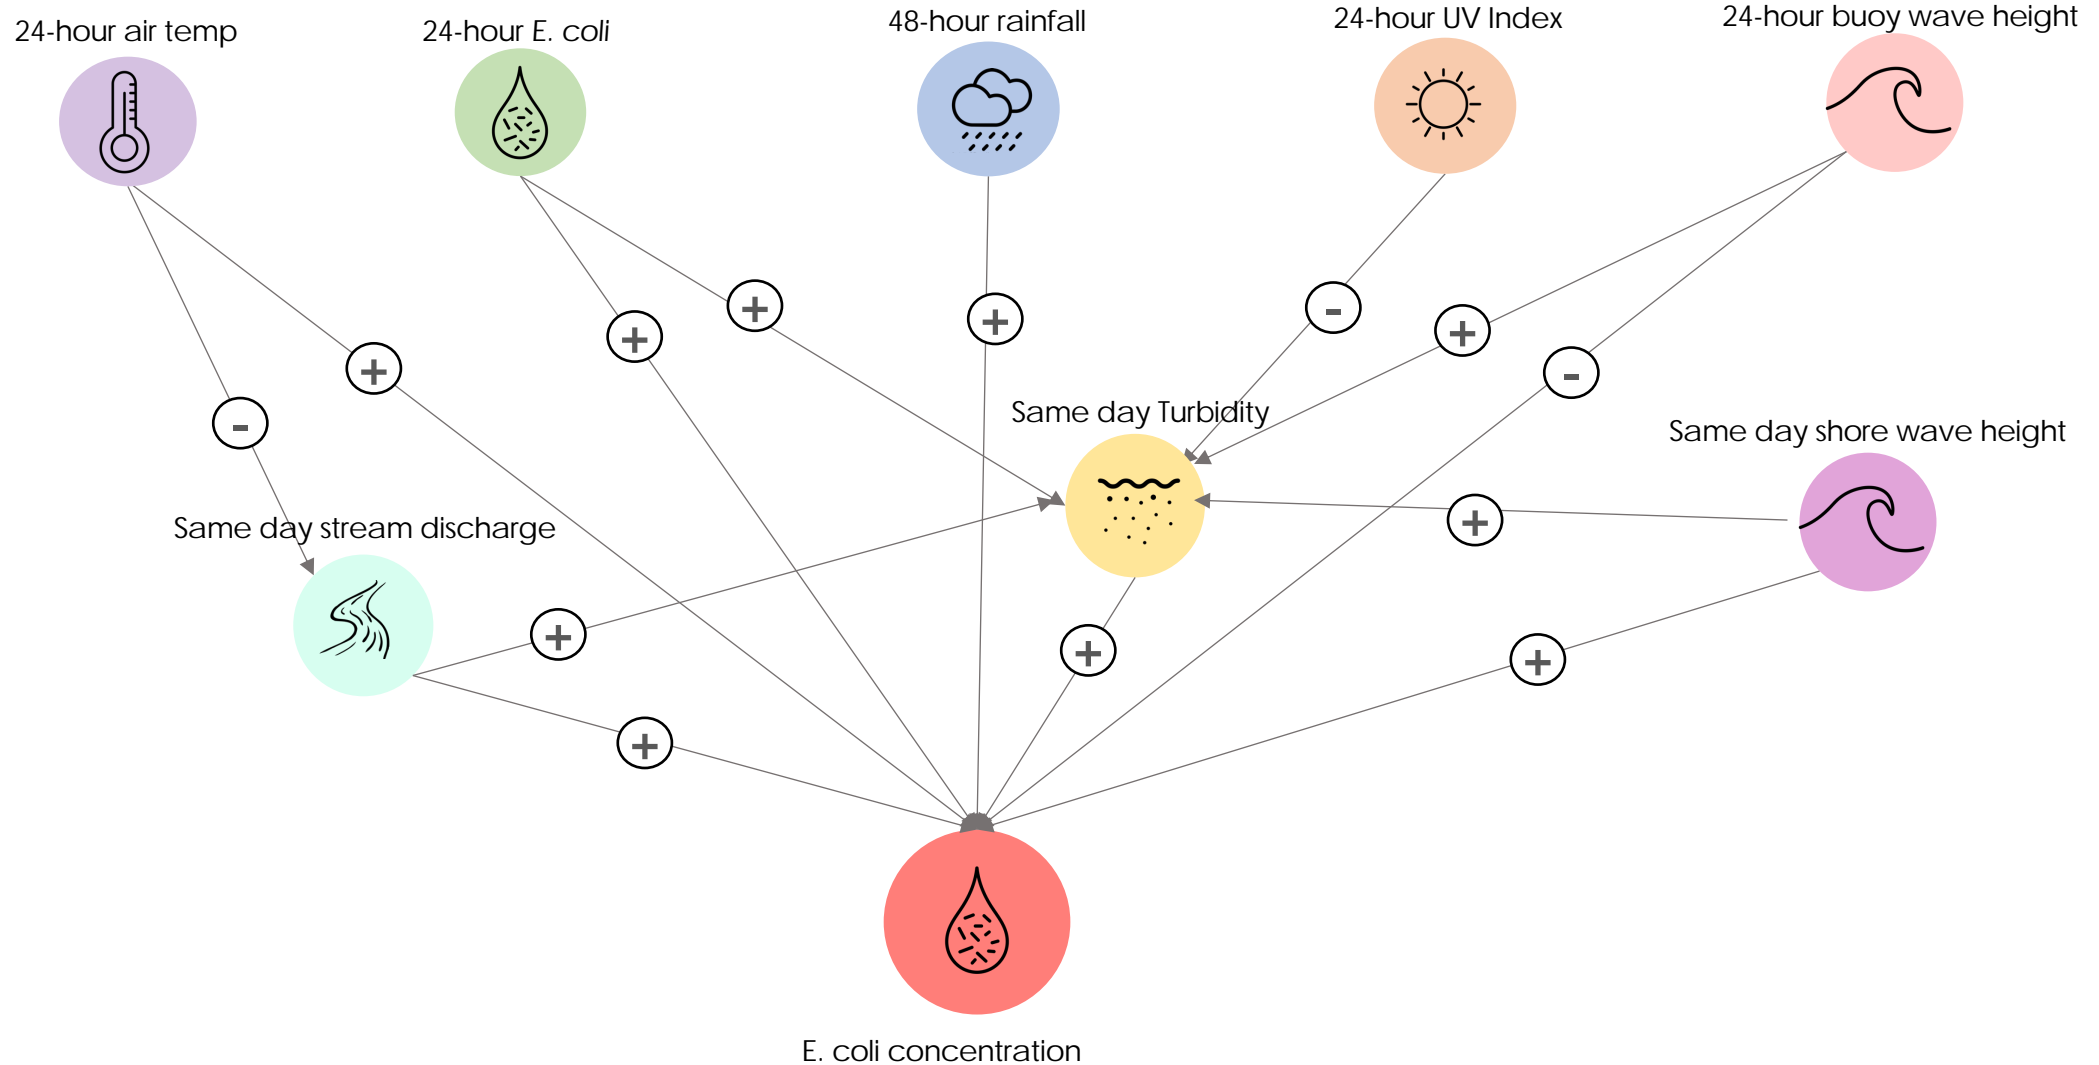 24-hour air temp
24-hour E. coli
48-hour rainfall
24-hour UV Index
24-hour buoy wave height
+
+
+
-
+
+
-
+
-
Same day Turbidity
Same day shore wave height
Same day stream discharge
+
+
+
+
+
E. coli concentration